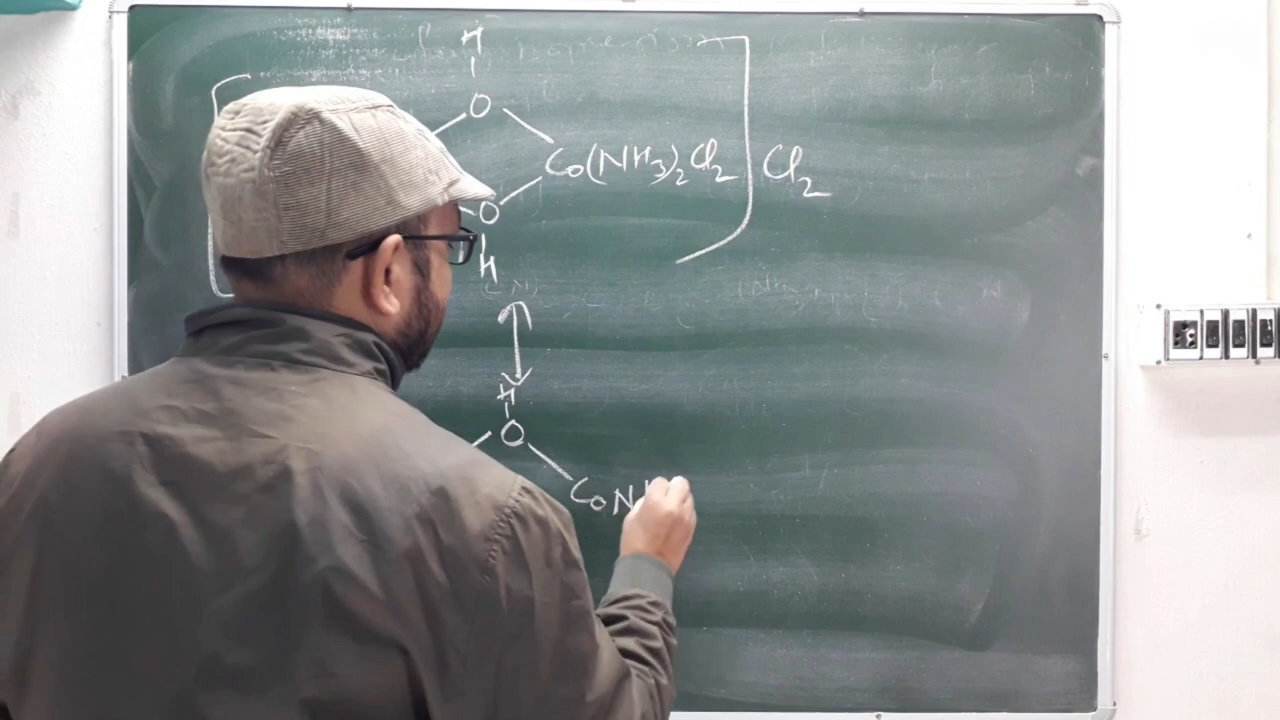 H
O
Co(NH₃)₂Cl₂ ] Cl₂
O
H
H
O
CoN